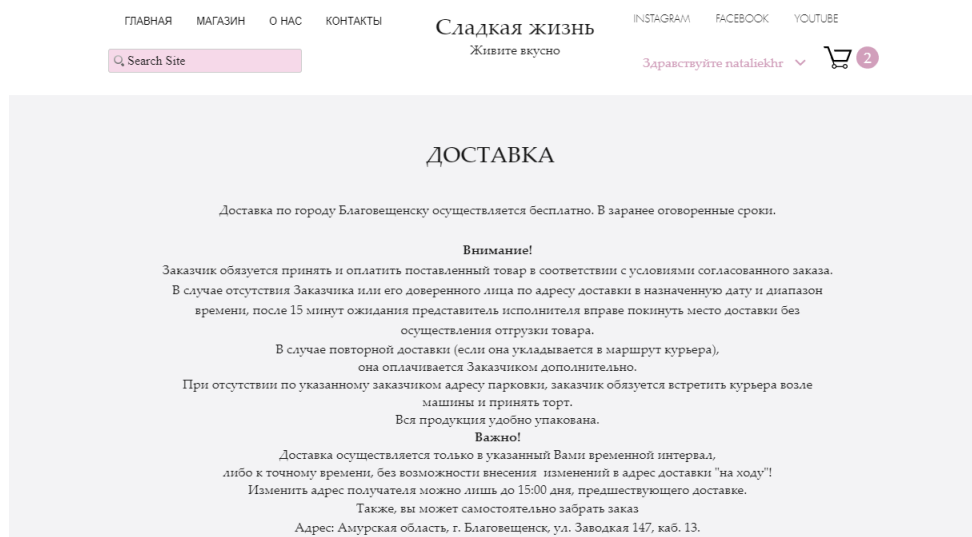 ГЛАВНАЯ МАГАЗИН О НАС КОНТАКТЫ
Сладкая жизнь
Живите вкусно
INSTAGRAM FACEBOOK YOUTUBE
Search Site
Здравствуйте nataliekhr
2
ДОСТАВКА
Доставка по городу Благовещенску осуществляется бесплатно. В заранее оговоренные сроки.
Внимание!
Заказчик обязуется принять и оплатить поставленный товар в соответствии с условиями согласованного заказа.
В случае отсутствия Заказчика или его доверенного лица по адресу доставки в назначенную дату и диапазон
времени, после 15 минут ожидания представитель исполнителя вправе покинуть место доставки без
осуществления отгрузки товара.
В случае повторной доставки (если она укладывается в маршрут курьера),
она оплачивается Заказчиком дополнительно.
При отсутствии по указанному заказчиком адресу парковки, заказчик обязуется встретить курьера возле
машины и принять торт.
Вся продукция удобно упакована.
Важно!
Доставка осуществляется только в указанный Вами временной интервал,
либо к точному времени, без возможности внесения изменений в адрес доставки "на ходу"!
Изменить адрес получателя можно лишь до 15:00 дня, предшествующего доставке.
Также, вы может самостоятельно забрать заказ
Адрес: Амурская область, г. Благовещенск, ул. Заводкая 147, каб. 13.